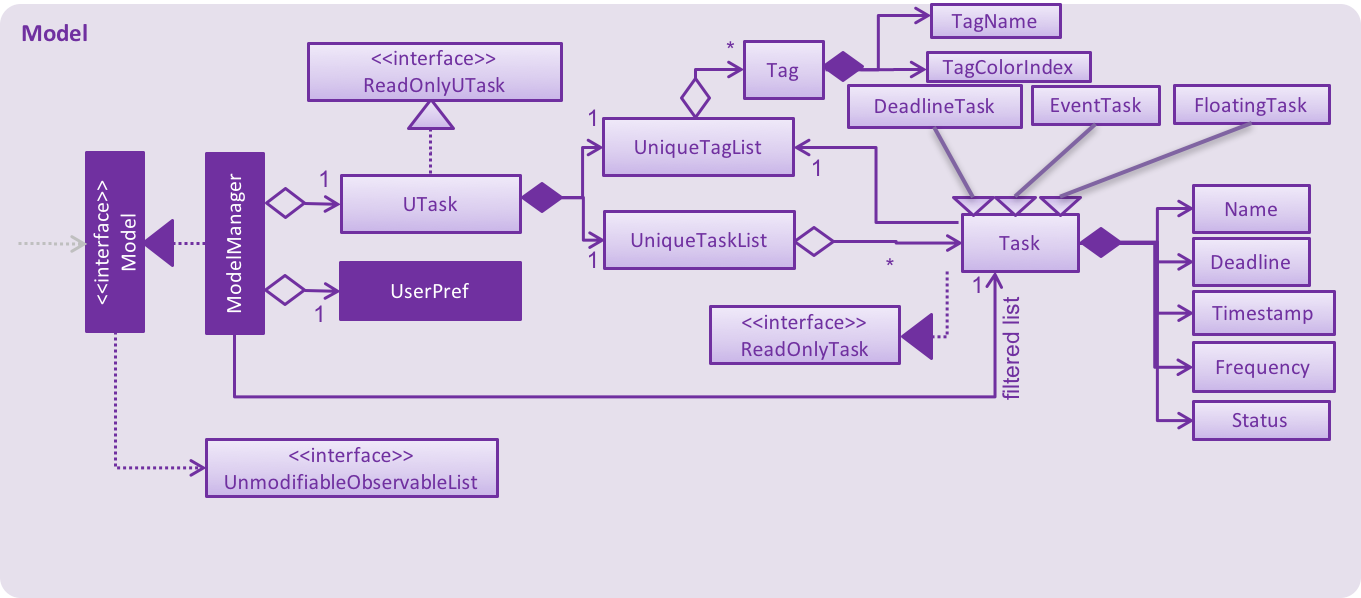 Model
<<interface>>
ReadOnlyUTask
<<interface>>
Model
ModelManager
1
UTask
1
UserPref
<<interface>>
UnmodifiableObservableList
1
UniqueTagList
1
UniqueTaskList
1
*
Tag
TagName
TagColorIndex
DeadlineTask
EventTask
FloatingTask
*
Task
1
filtered list
<<interface>>
ReadOnlyTask
Name
Deadline
Timestamp
Frequency
Status